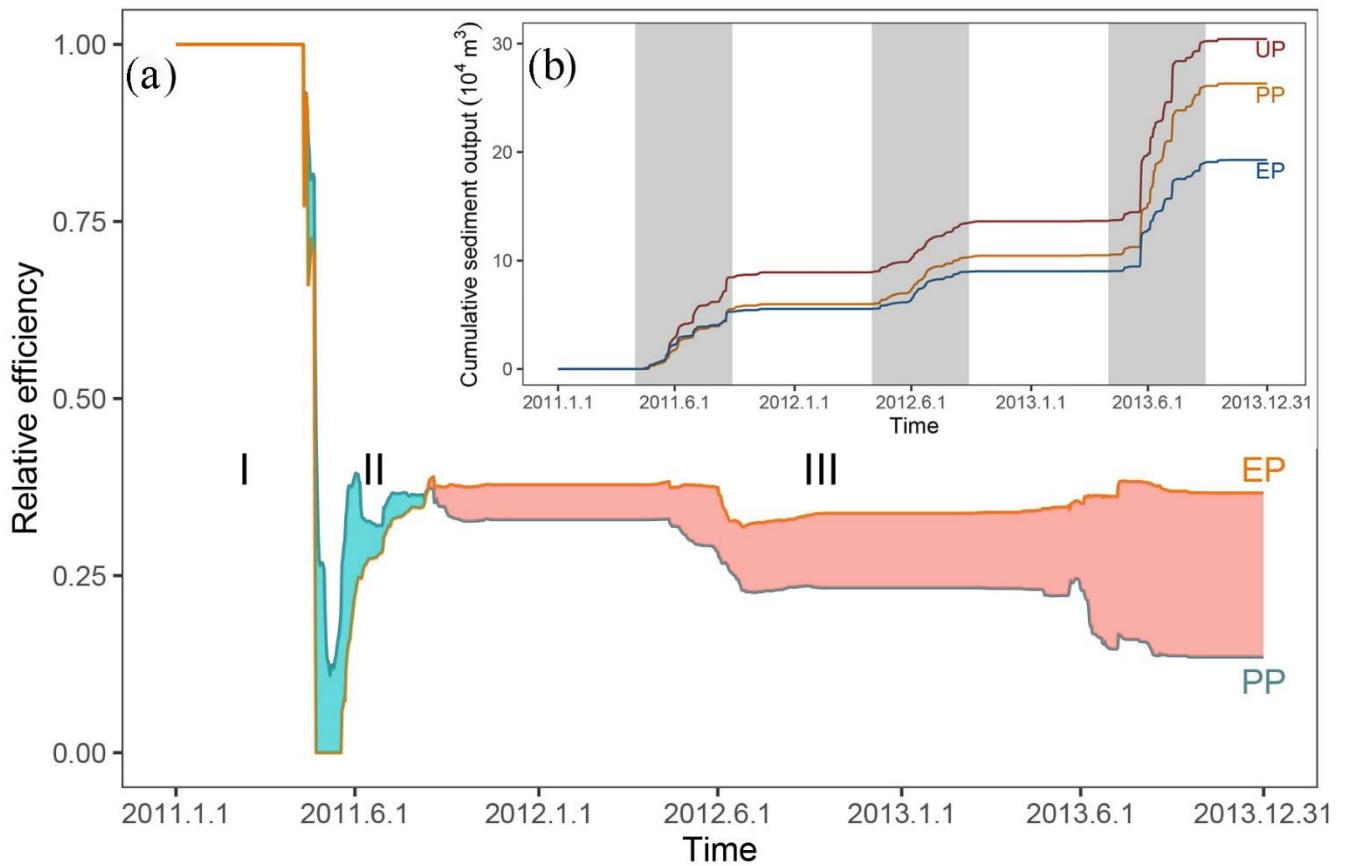 (a)
Relative efficiency
1.00
0.75
0.50
0.25
0.00
I
II
III
EP
PP
2011.1.1 2011.6.1 2012.1.1 2012.6.1 2013.1.1 2013.6.1 2013.12.31
Time
(b)
Cumulative sediment output (10⁴ m³)
30
20
10
0
UP
PP
EP
2011.1.1 2011.6.1 2012.1.1 2012.6.1 2013.1.1 2013.6.1 2013.12.31
Time